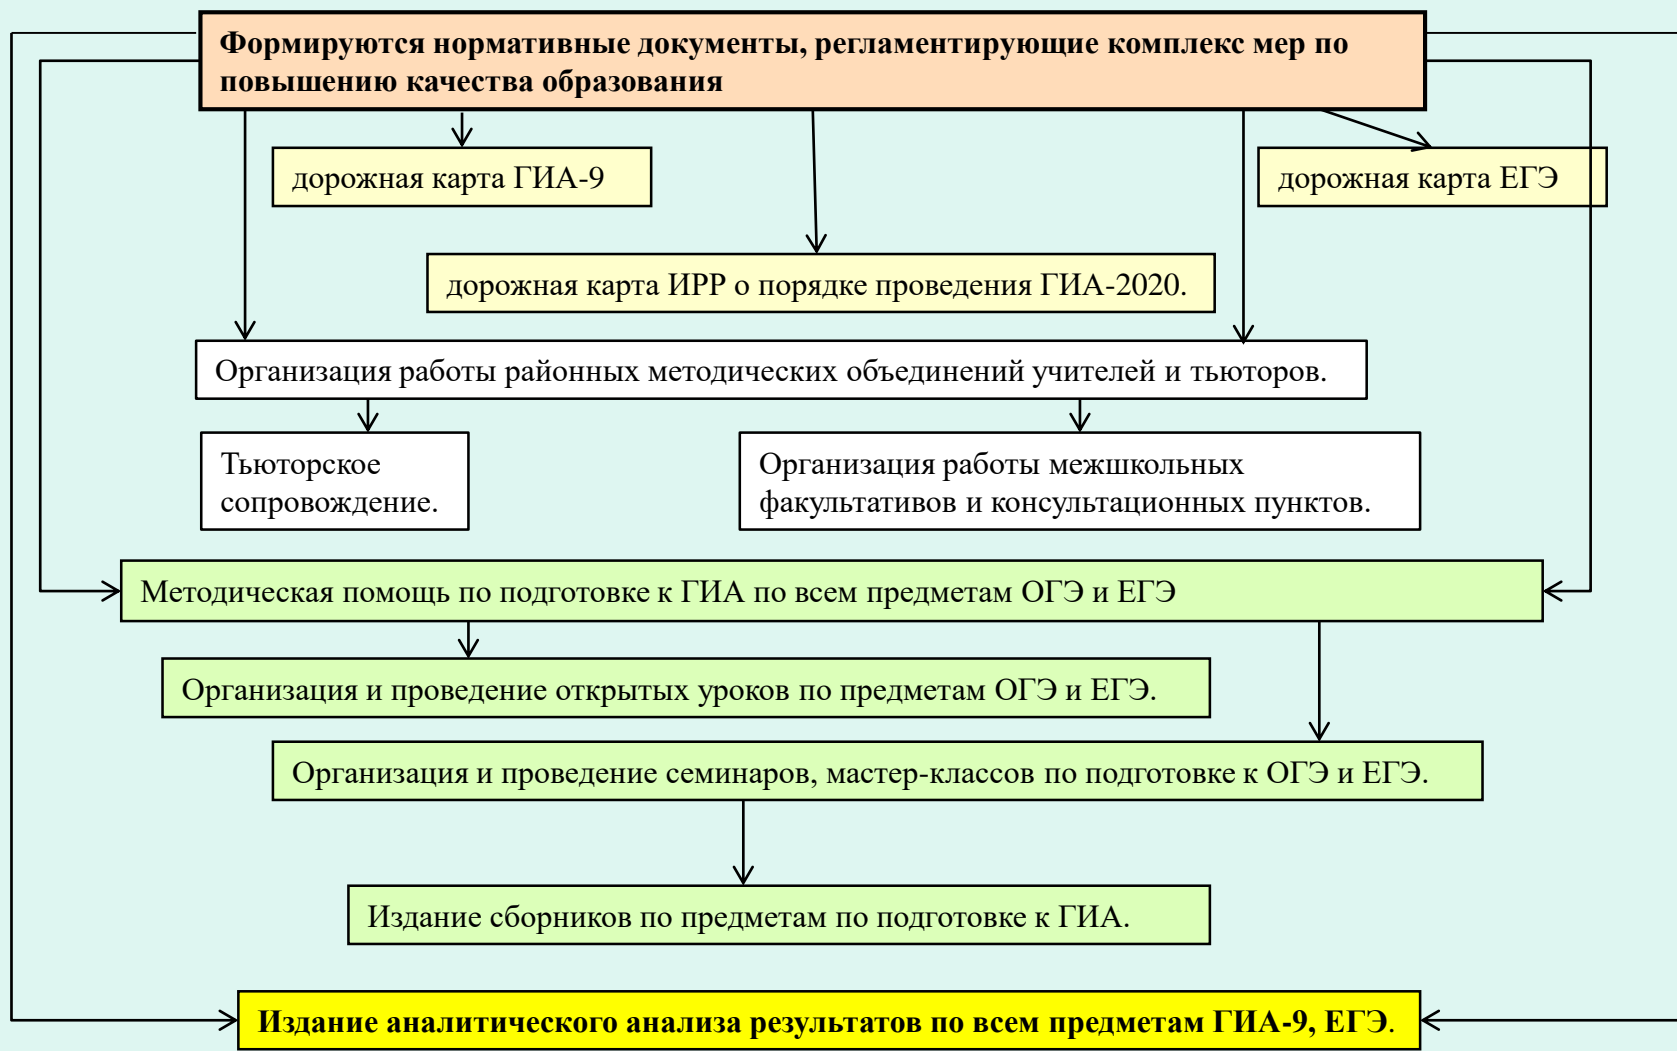 Формируются нормативные документы, регламентирующие комплекс мер по
повышению качества образования
дорожная карта ГИА-9
дорожная карта ЕГЭ
дорожная карта ИРР о порядке проведения ГИА-2020.
Организация работы районных методических объединений учителей и тьюторов.
Тьюторское
сопровождение.
Организация работы межшкольных
факультативов и консультационных пунктов.
Методическая помощь по подготовке к ГИА по всем предметам ОГЭ и ЕГЭ
Организация и проведение открытых уроков по предметам ОГЭ и ЕГЭ.
Организация и проведение семинаров, мастер-классов по подготовке к ОГЭ и ЕГЭ.
Издание сборников по предметам по подготовке к ГИА.
Издание аналитического анализа результатов по всем предметам ГИА-9, ЕГЭ.